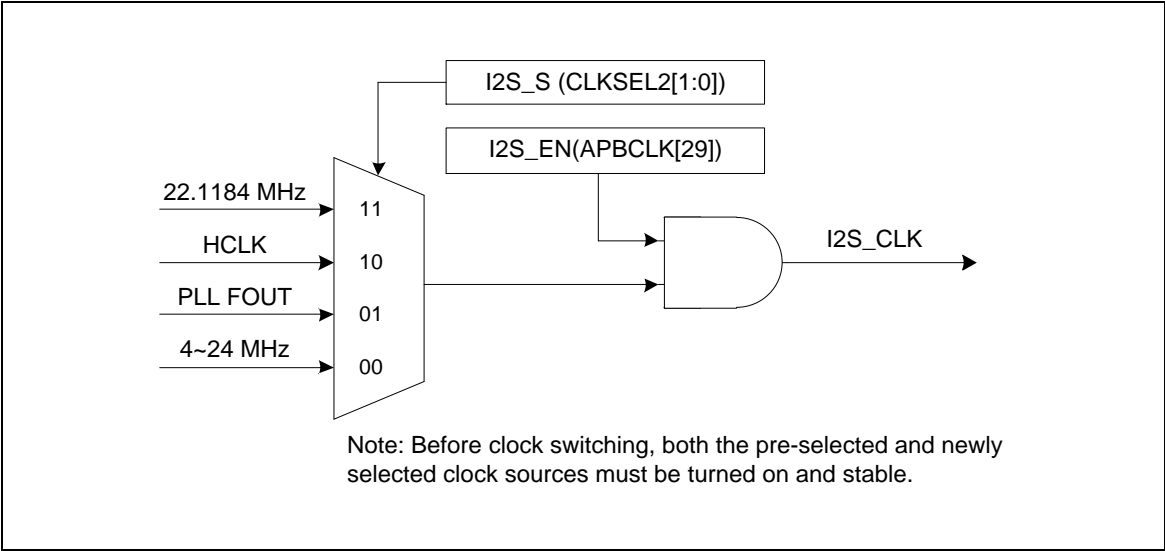 I2S_S (CLKSEL2[1:0])
I2S_EN(APBCLK[29])
22.1184 MHz
11
HCLK
10
PLL FOUT
01
4~24 MHz
00
I2S_CLK
Note: Before clock switching, both the pre-selected and newly
selected clock sources must be turned on and stable.